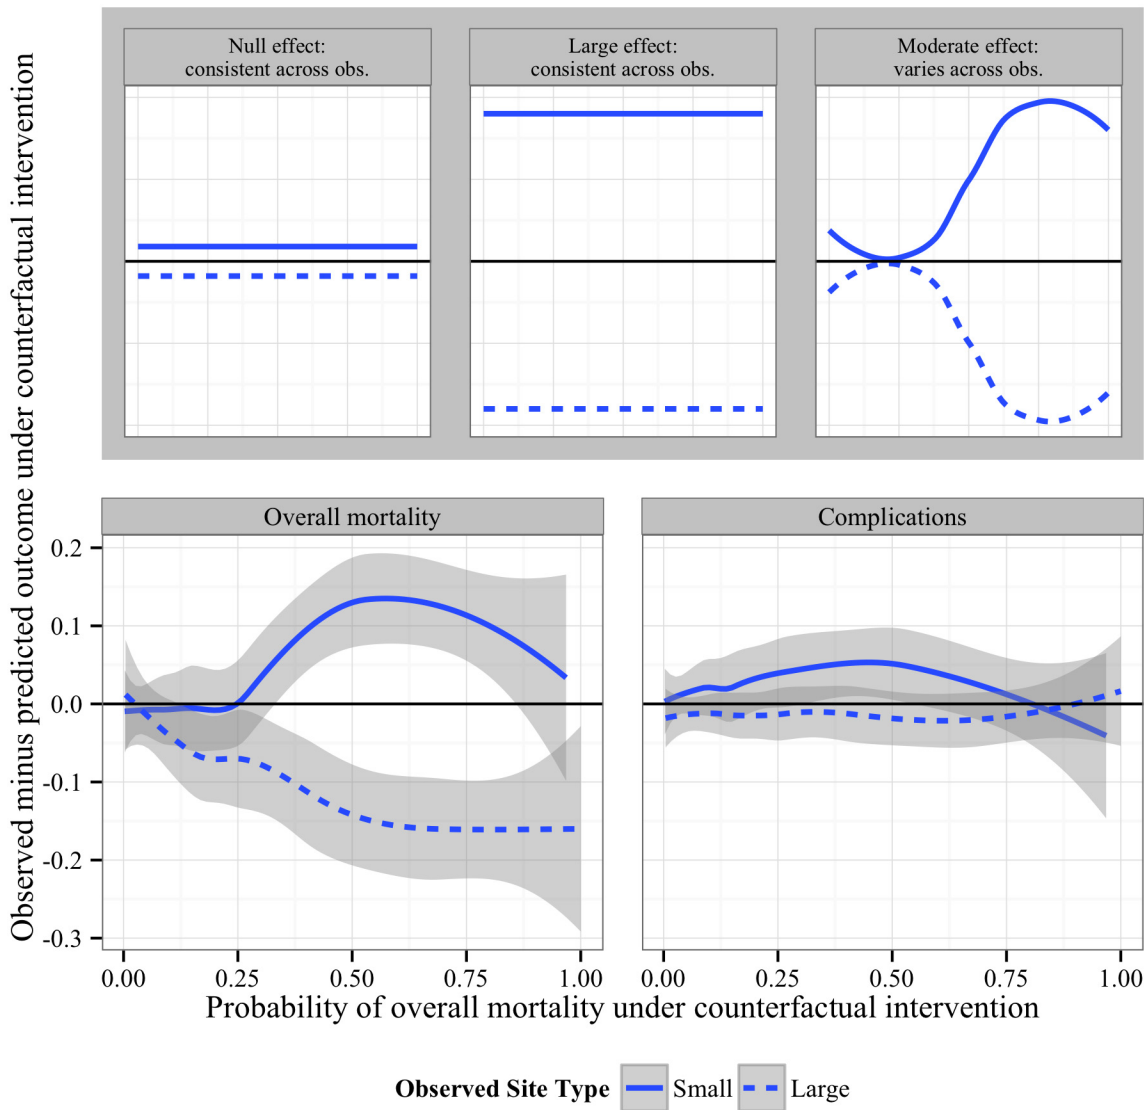 Observed minus predicted outcome under counterfactual intervention
Null effect:
consistent across obs.
Large effect:
consistent across obs.
Moderate effect:
varies across obs.
Overall mortality
Complications
0.2
0.1
0.0
-0.1
-0.2
-0.3
0.00 0.25 0.50 0.75 1.00
0.00 0.25 0.50 0.75 1.00
Probability of overall mortality under counterfactual intervention
Observed Site Type Small Large